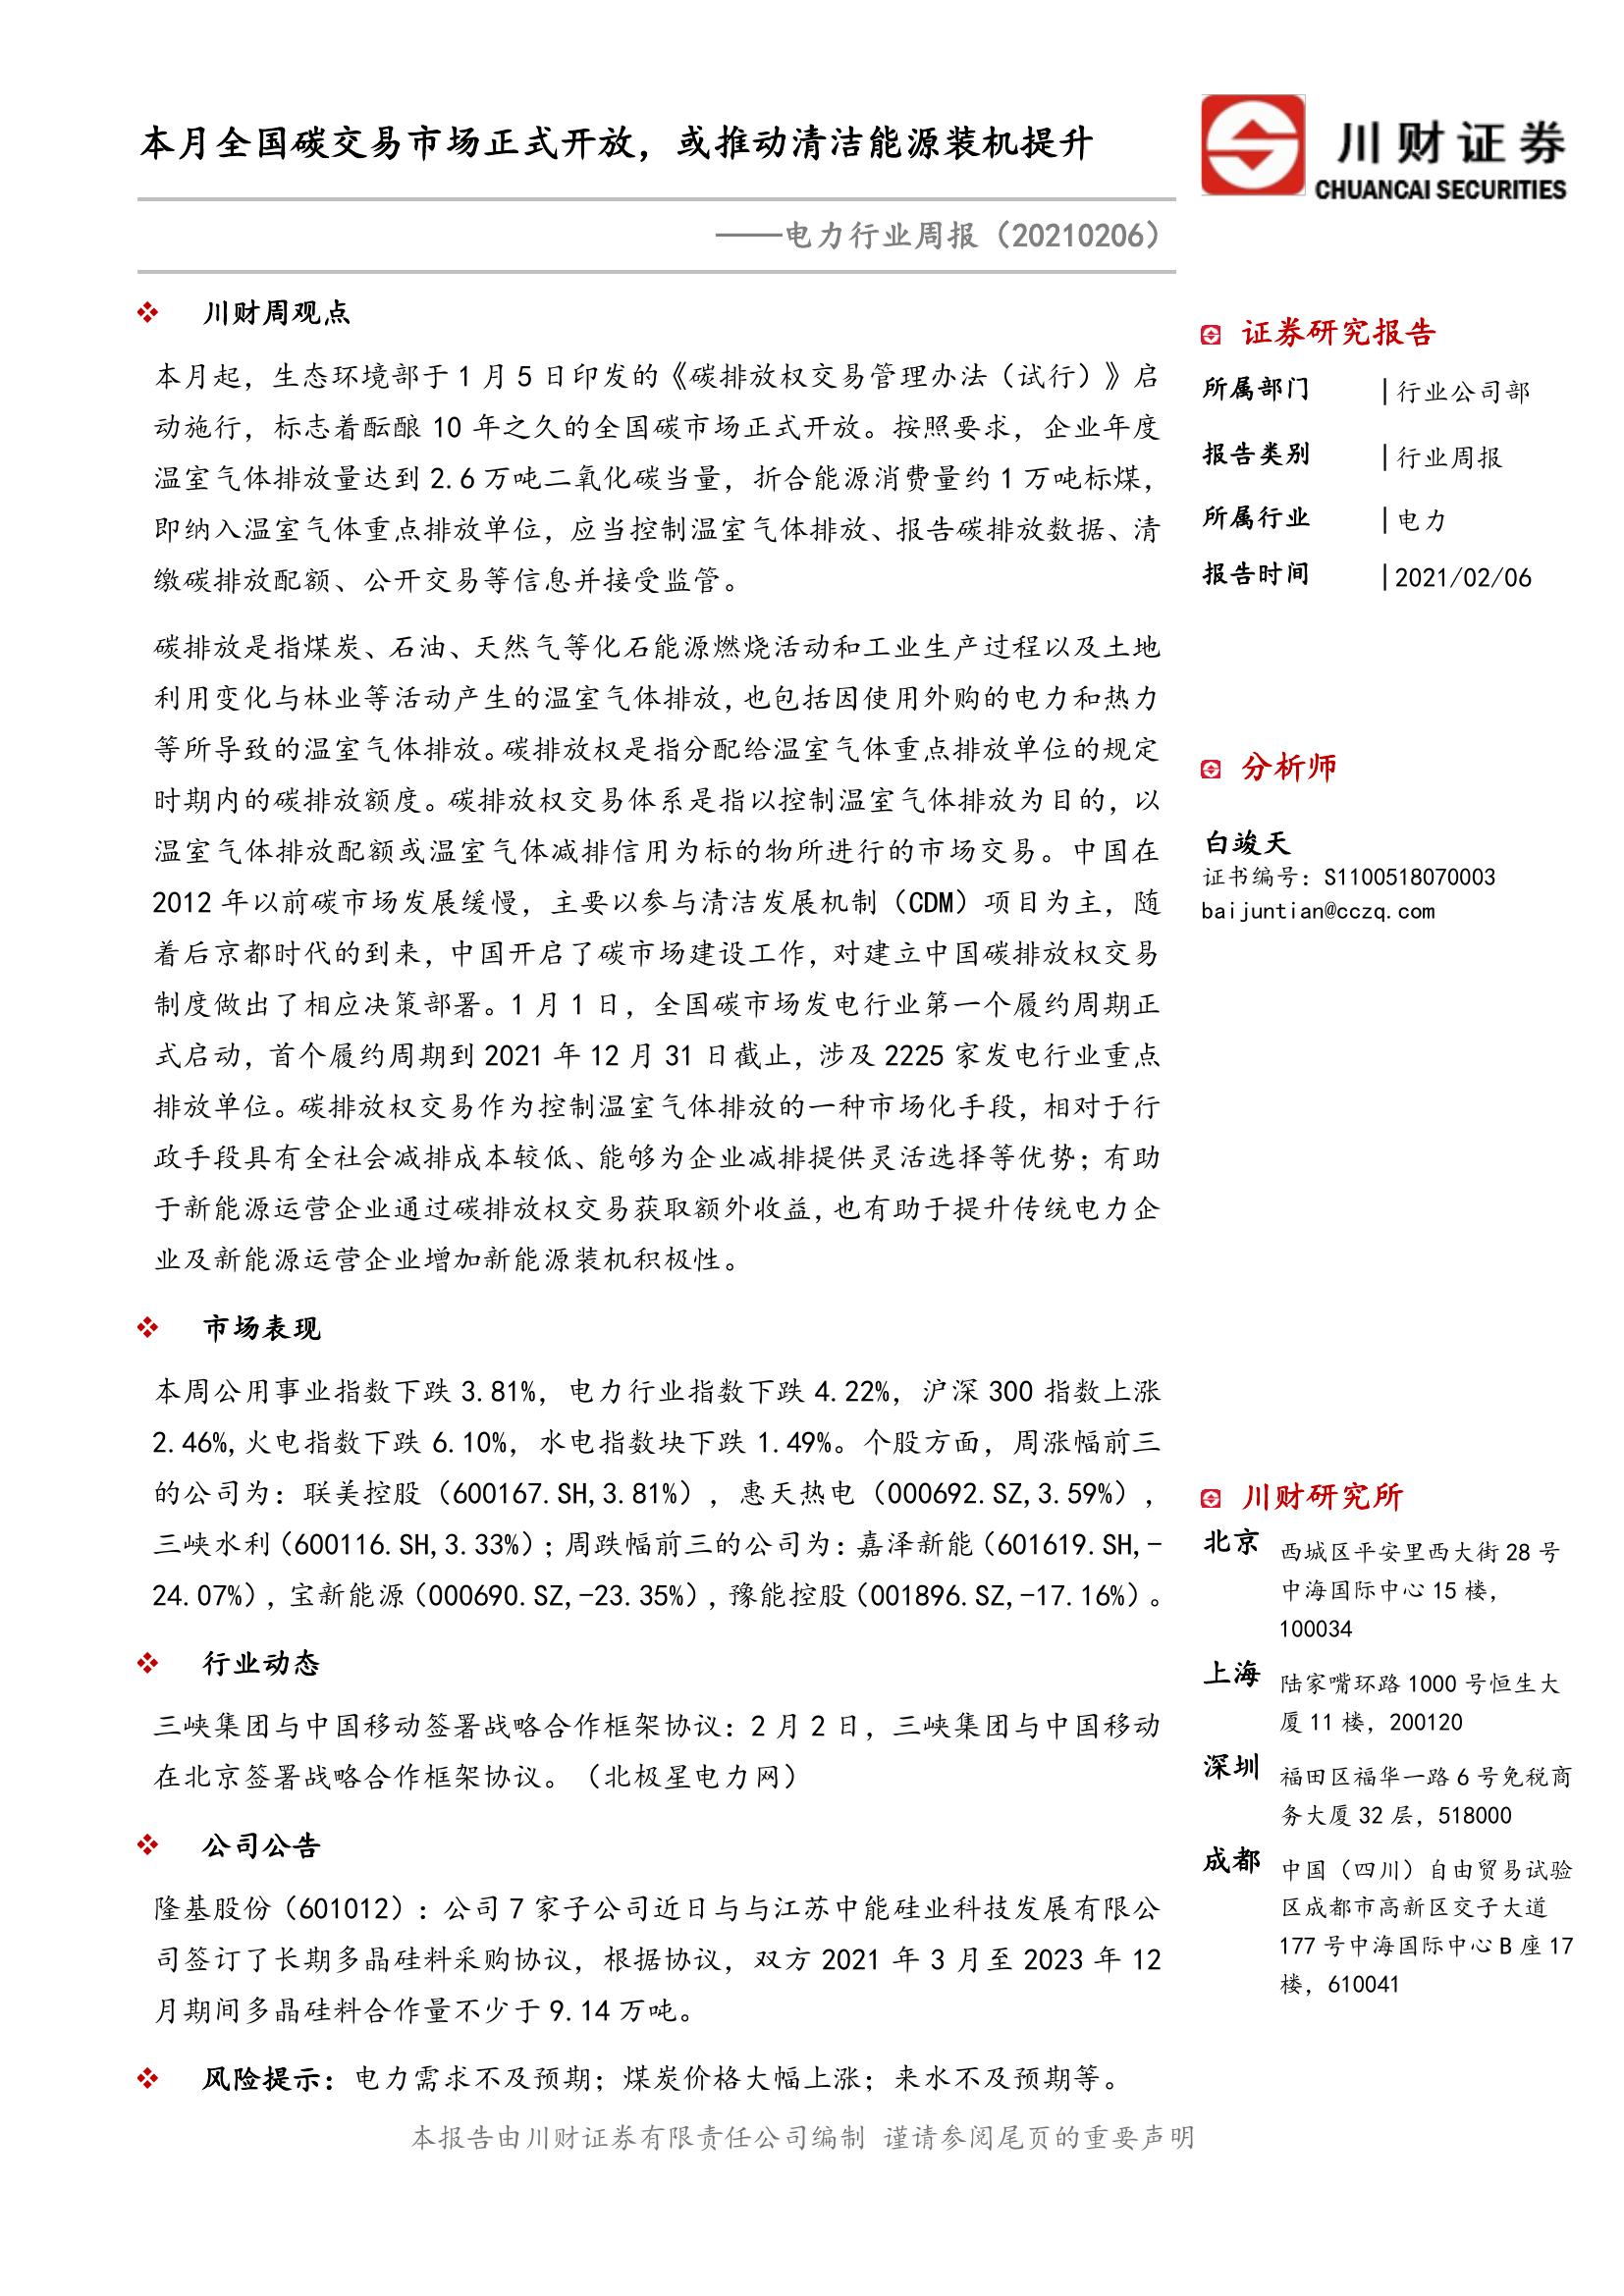 本月全国碳交易市场正式开放，或推动清洁能源装机提升
——电力行业周报（20210206）
川财周观点
本月起，生态环境部于 1 月 5 日印发的《碳排放权交易管理办法（试行）》启
动施行，标志着酝酿 10 年之久的全国碳市场正式开放。按照要求，企业年度
温室气体排放量达到 2.6 万吨二氧化碳当量，折合能源消费量约 1 万吨标煤，
即纳入温室气体重点排放单位，应当控制温室气体排放、报告碳排放数据、清
缴碳排放配额、公开交易等信息并接受监管。
碳排放是指煤炭、石油、天然气等化石能源燃烧活动和工业生产过程以及土地
利用变化与林业等活动产生的温室气体排放，也包括因使用外购的电力和热力
等所导致的温室气体排放。碳排放权是指分配给温室气体重点排放单位的规定
时期内的碳排放额度。碳排放权交易体系是指以控制温室气体排放为目的，以
温室气体排放配额或温室气体减排信用为标的物所进行的市场交易。中国在
2012 年以前碳市场发展缓慢，主要以参与清洁发展机制（CDM）项目为主，随
着后京都时代的到来，中国开启了碳市场建设工作，对建立中国碳排放权交易
制度做出了相应决策部署。1 月 1 日，全国碳市场发电行业第一个履约周期正
式启动，首个履约周期到 2021 年 12 月 31 日截止，涉及 2225 家发电行业重点
排放单位。碳排放权交易作为控制温室气体排放的一种市场化手段，相对于行
政手段具有全社会减排成本较低、能够为企业减排提供灵活选择等优势；有助
于新能源运营企业通过碳排放权交易获取额外收益，也有助于提升传统电力企
业及新能源运营企业增加新能源装机积极性。
市场表现
本周公用事业指数下跌 3.81%，电力行业指数下跌 4.22%，沪深 300 指数上涨
2.46%,火电指数下跌 6.10%，水电指数块下跌 1.49%。个股方面，周涨幅前三
的公司为：联美控股（600167.SH,3.81%），惠天热电（000692.SZ,3.59%），
三峡水利（600116.SH,3.33%）；周跌幅前三的公司为：嘉泽新能（601619.SH,-
24.07%），宝新能源（000690.SZ,-23.35%），豫能控股（001896.SZ,-17.16%）。
行业动态
三峡集团与中国移动签署战略合作框架协议：2 月 2 日，三峡集团与中国移动
在北京签署战略合作框架协议。（北极星电力网）
公司公告
隆基股份（601012）：公司 7 家子公司近日与与江苏中能硅业科技发展有限公
司签订了长期多晶硅料采购协议，根据协议，双方 2021 年 3 月至 2023 年 12
月期间多晶硅料合作量不少于 9.14 万吨。
风险提示：电力需求不及预期；煤炭价格大幅上涨；来水不及预期等。
川财证券
CHUANCAI SECURITIES
证券研究报告
所属部门 |行业公司部
报告类别 |行业周报
所属行业 |电力
报告时间 |2021/02/06
分析师
白竣天
证书编号：S1100518070003
baijuntian@cczq.com
川财研究所
北京 西城区平安里西大街 28 号
中海国际中心 15 楼，
100034
上海 陆家嘴环路 1000 号恒生大
厦 11 楼，200120
深圳 福田区福华一路 6 号免税商
务大厦 32 层，518000
成都 中国（四川）自由贸易试验
区成都市高新区交子大道
177 号中海国际中心 B 座 17
楼，610041
本报告由川财证券有限责任公司编制 谨请参阅尾页的重要声明